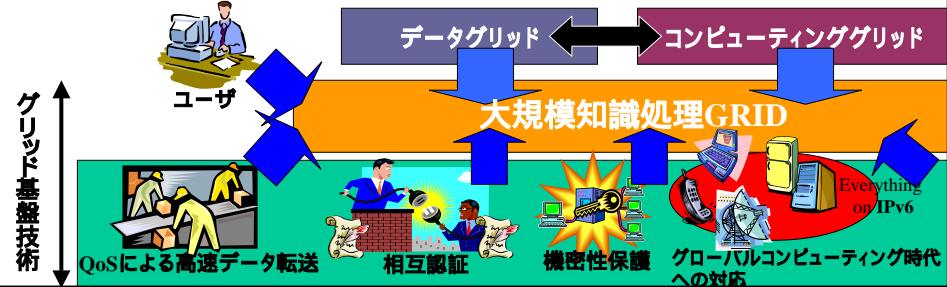 データグリッド
コンピューティンググリッド
ユーザ
大規模知識処理GRID
グリッド基盤技術
Everything
on IPv6
QoSによる高速データ転送
相互認証
機密性保護
グローバルコンピューティング時代
への対応